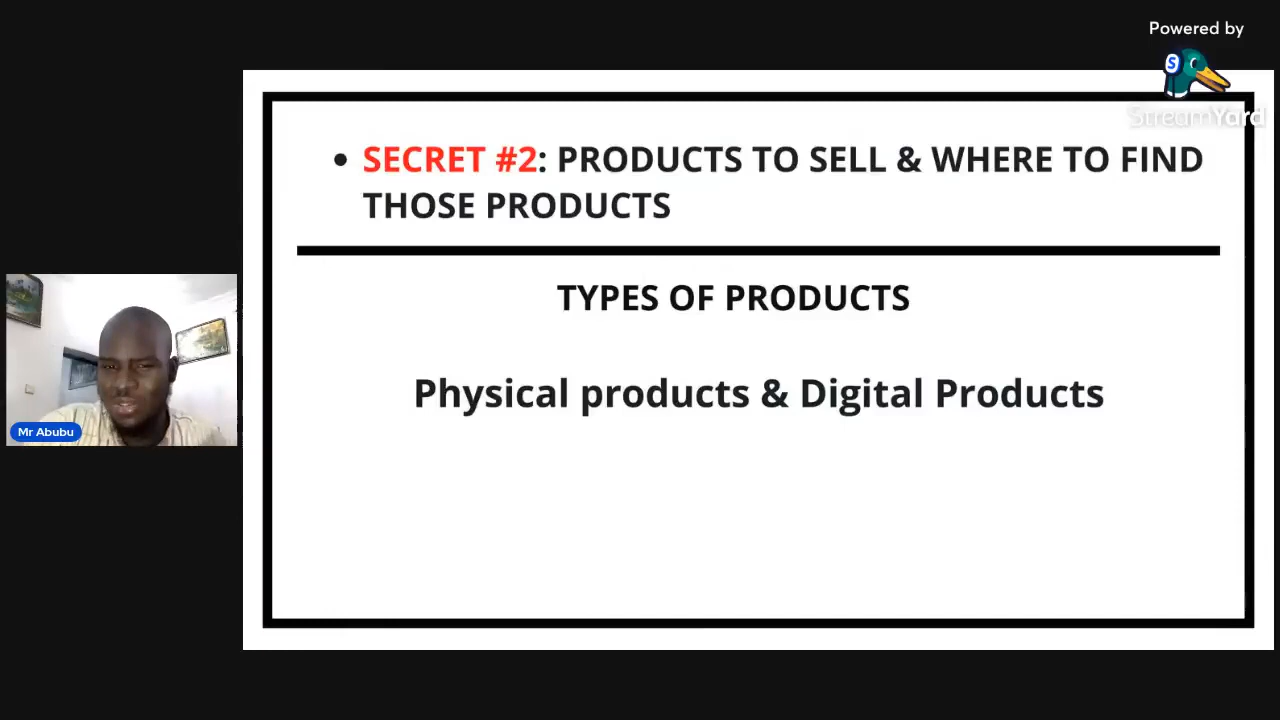 Powered by
StreamYard
• SECRET #2: PRODUCTS TO SELL & WHERE TO FIND
THOSE PRODUCTS
TYPES OF PRODUCTS
Physical products & Digital Products
Mr Abubu